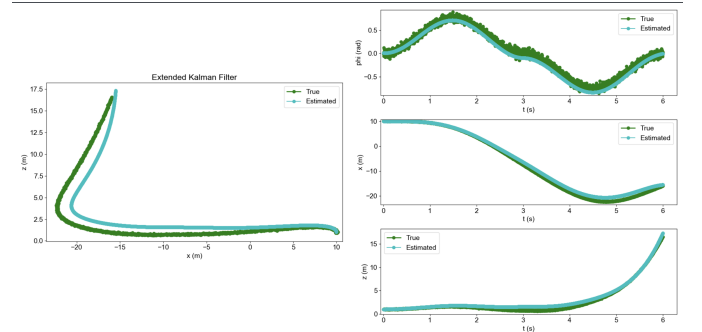 Extended Kalman Filter
True
Estimated
z (m)
17.5
15.0
12.5
10.0
7.5
5.0
2.5
0.0
−20 −15 −10 −5 0 5 10
x (m)
True
Estimated
phi (rad)
0.5
0.0
−0.5
0 1 2 3 4 5 6
t (s)
True
Estimated
x (m)
10
0
−10
−20
0 1 2 3 4 5 6
t (s)
True
Estimated
z (m)
15
10
5
0
0 1 2 3 4 5 6
t (s)